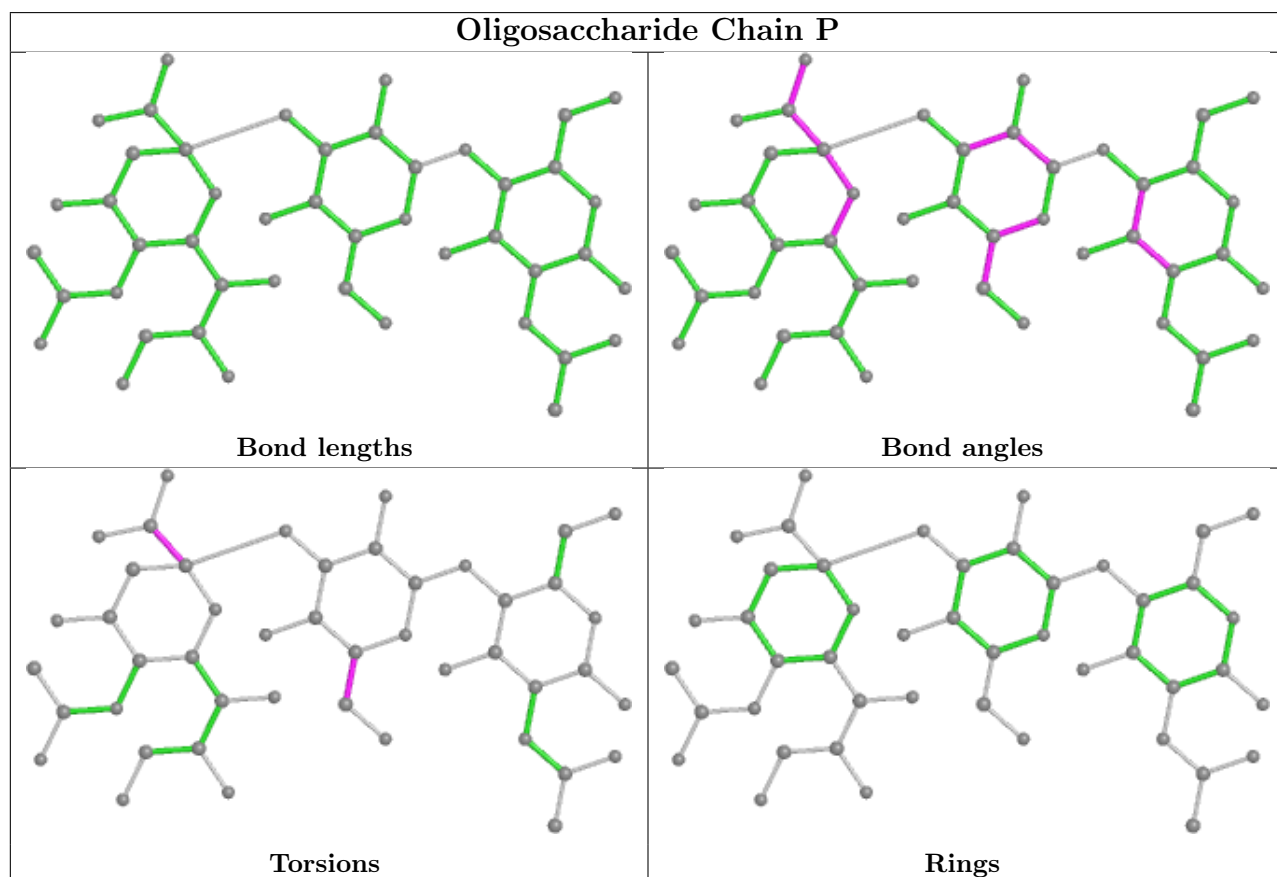 Oligosaccharide Chain P
Bond lengths
Bond angles
Torsions
Rings